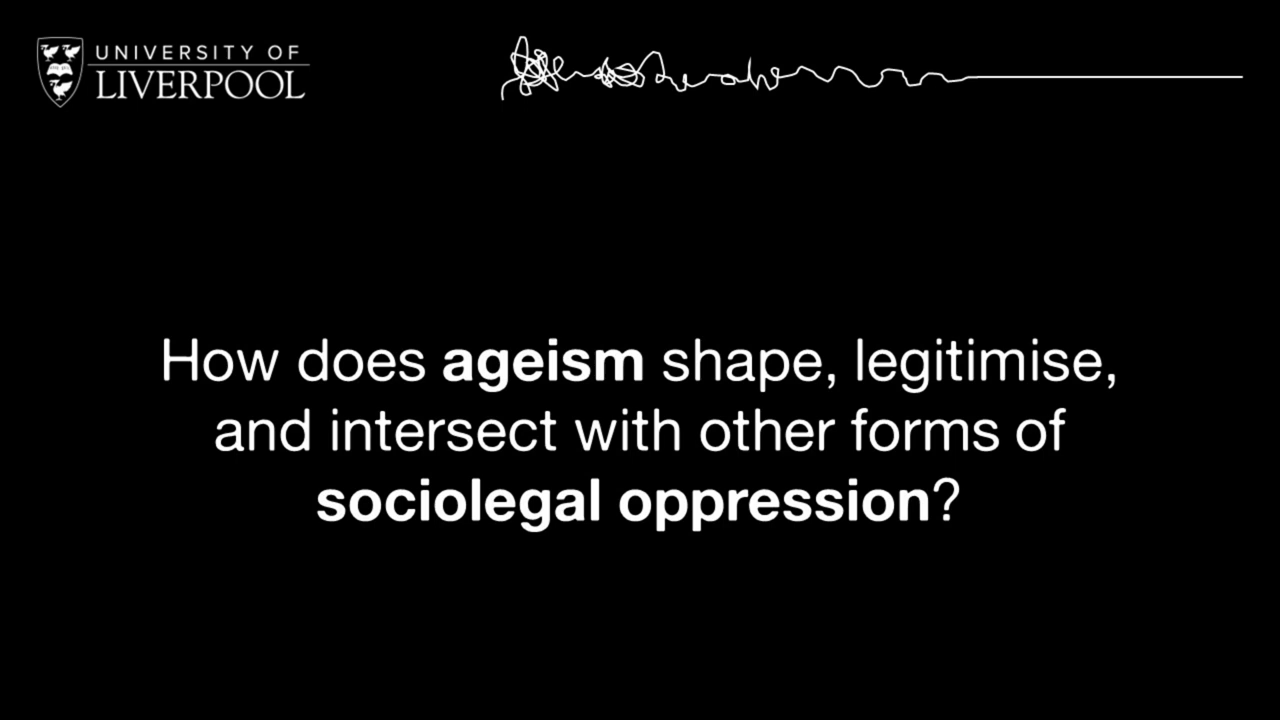 UNIVERSITY OF
LIVERPOOL
How does ageism shape, legitimise,
and intersect with other forms of
sociolegal oppression?